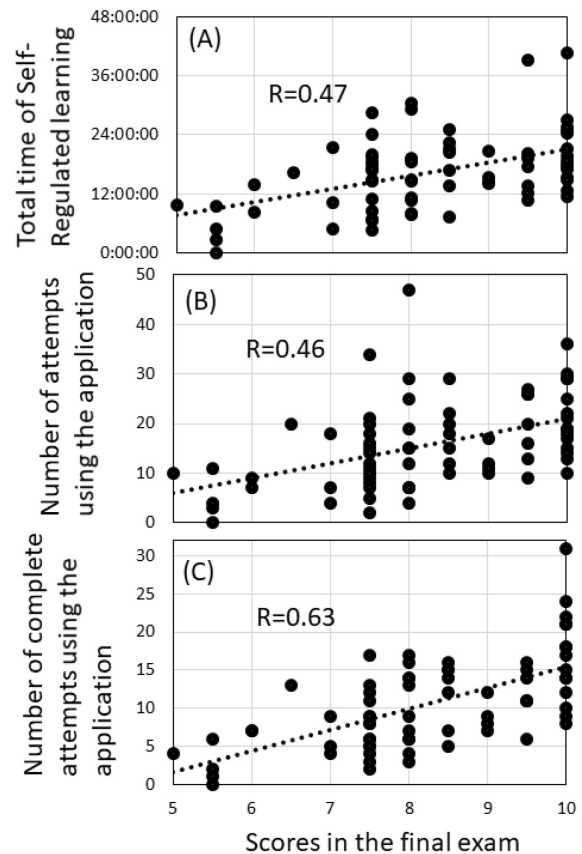 48:00:00
(A)
36:00:00
R=0.47
24:00:00
12:00:00
0:00:00
Total time of Self-
Regulated learning
50
(B)
40
R=0.46
30
20
10
0
Number of attempts
using the application
30
(C)
25
R=0.63
20
15
10
5
0
Number of complete
attempts using the
application
5 6 7 8 9 10
Scores in the final exam